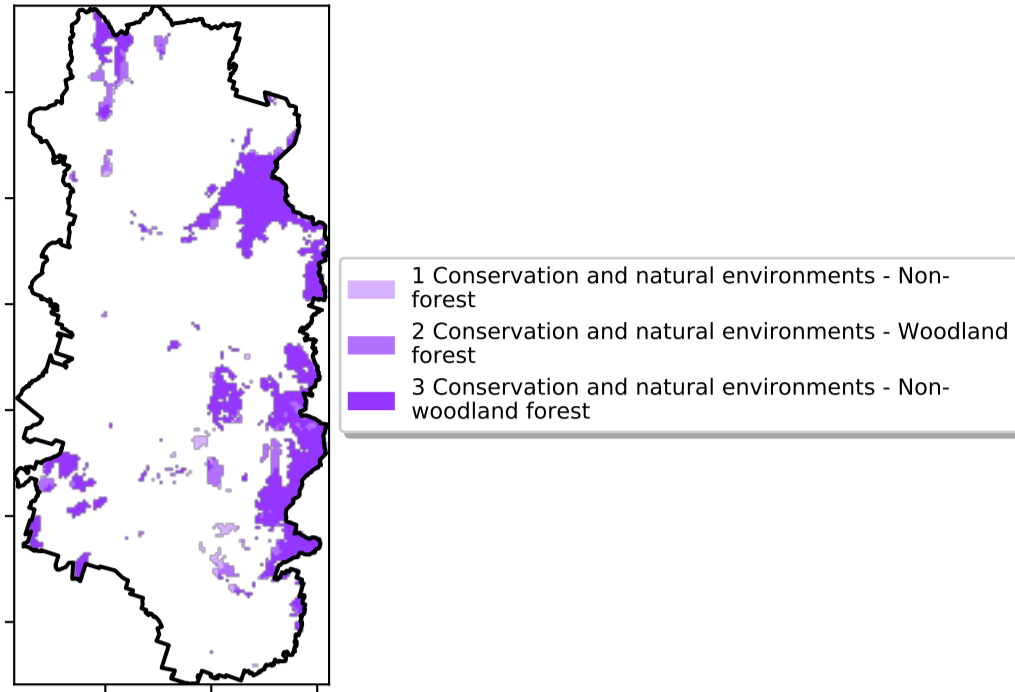 1 Conservation and natural environments - Non-
forest
2 Conservation and natural environments - Woodland
forest
3 Conservation and natural environments - Non-
woodland forest